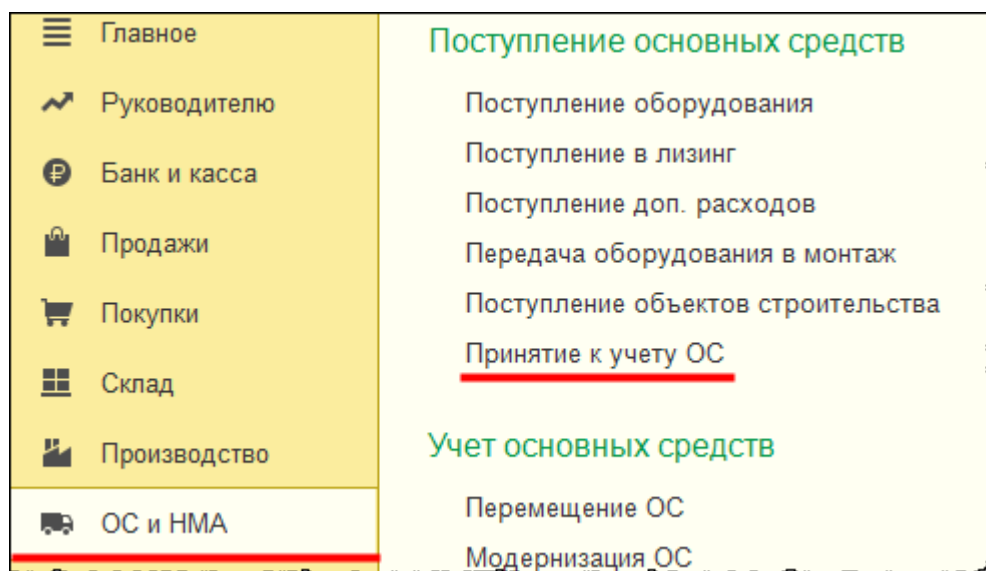 Главное
Руководителю
Банк и касса
Продажи
Покупки
Склад
Производство
ОС и НМА
Поступление основных средств
Поступление оборудования
Поступление в лизинг
Поступление доп. расходов
Передача оборудования в монтаж
Поступление объектов строительства
Принятие к учету ОС
Учет основных средств
Перемещение ОС
Модернизация ОС